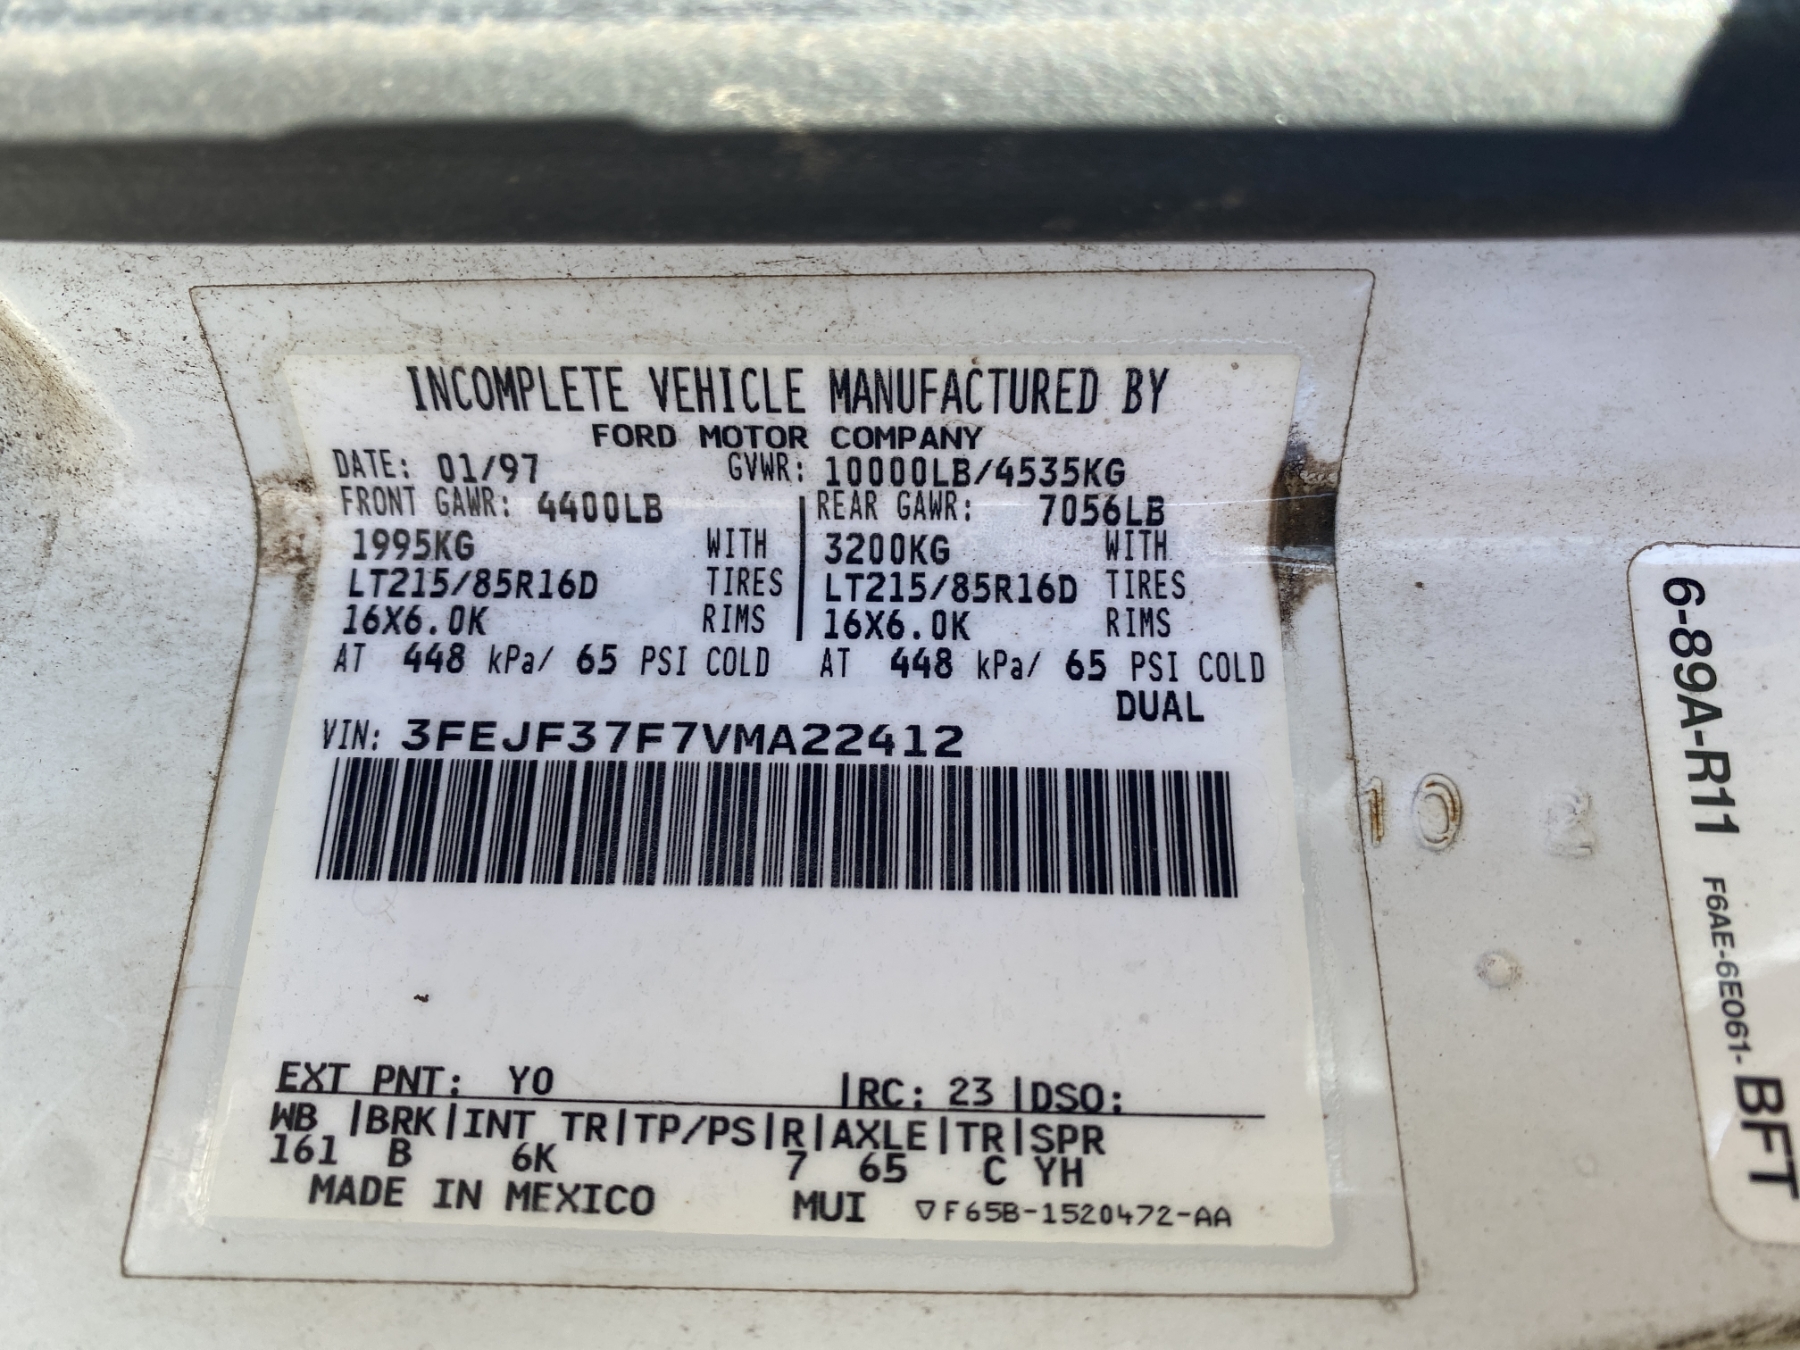 INCOMPLETE VEHICLE MANUFACTURED BY
FORD MOTOR COMPANY
DATE: 01/97 GVWR: 10000LB/4535KG
FRONT GAWR: 4400LB REAR GAWR: 7056LB
1995KG WITH 3200KG WITH
LT215/85R16D TIRES LT215/85R16D TIRES
16X6.0K RIMS 16X6.0K RIMS
AT 448 kPa/ 65 PSI COLD AT 448 kPa/ 65 PSI COLD
DUAL
VIN: 3FEJF37F7VMA22412
EXT PNT: YO |RC: 23 |DSO:
WB |BRK|INT TR|TP/PS|R|AXLE|TR|SPR
161 B 6K 7 65 C YH
MADE IN MEXICO MUI ▽F65B-1520472-AA
10
6-89A-R11 F6AE-6E061-BFT